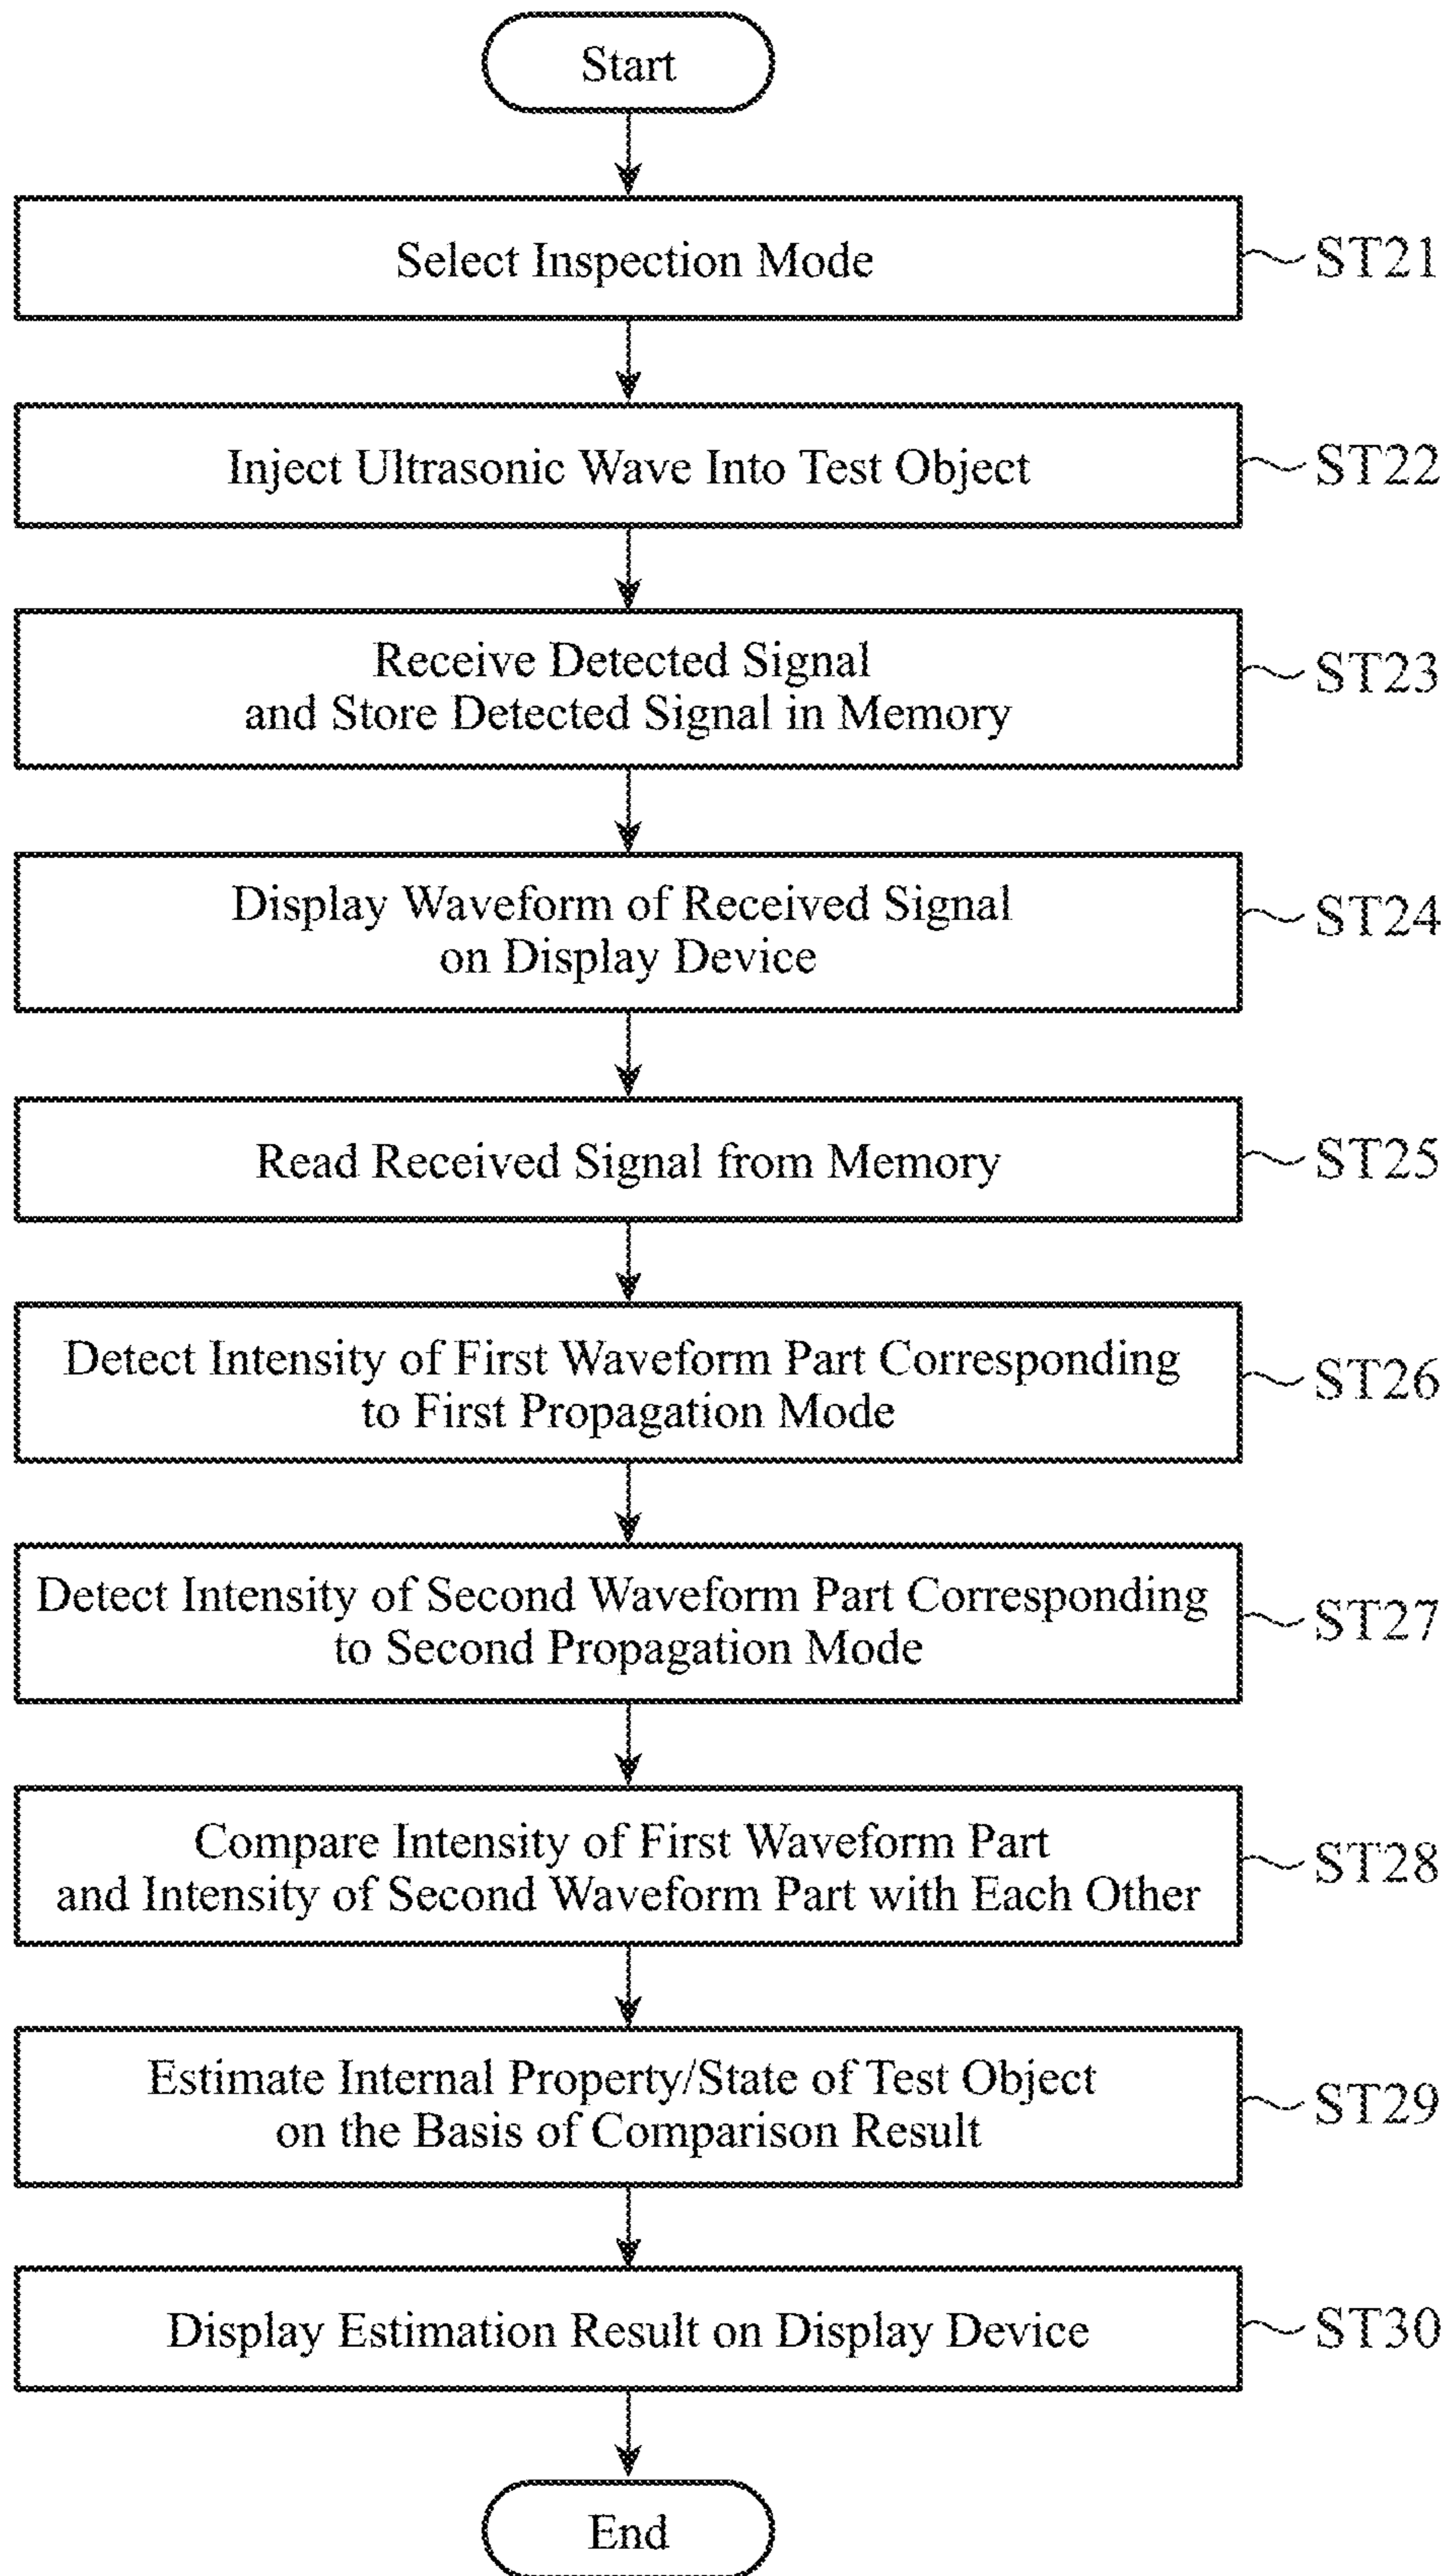 Start
Select Inspection Mode
ST21
Inject Ultrasonic Wave Into Test Object
ST22
Receive Detected Signal
and Store Detected Signal in Memory
ST23
Display Waveform of Received Signal
on Display Device
ST24
Read Received Signal from Memory
ST25
Detect Intensity of First Waveform Part Corresponding
to First Propagation Mode
ST26
Detect Intensity of Second Waveform Part Corresponding
to Second Propagation Mode
ST27
Compare Intensity of First Waveform Part
and Intensity of Second Waveform Part with Each Other
ST28
Estimate Internal Property/State of Test Object
on the Basis of Comparison Result
ST29
Display Estimation Result on Display Device
ST30
End